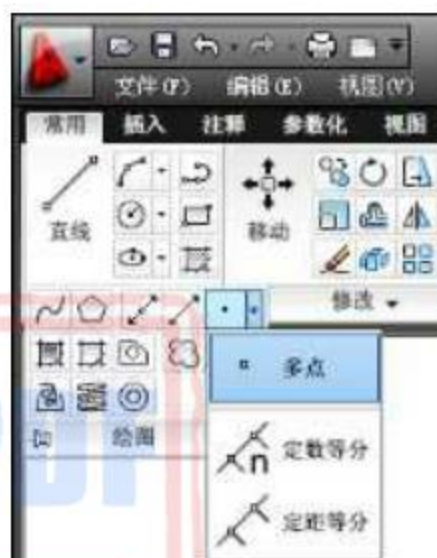 文件(F) 编辑(E) 视图(V)
常用 插入 注释 参数化 视图
直线 移动
修改
多点
绘图
n 定数等分
定距等分